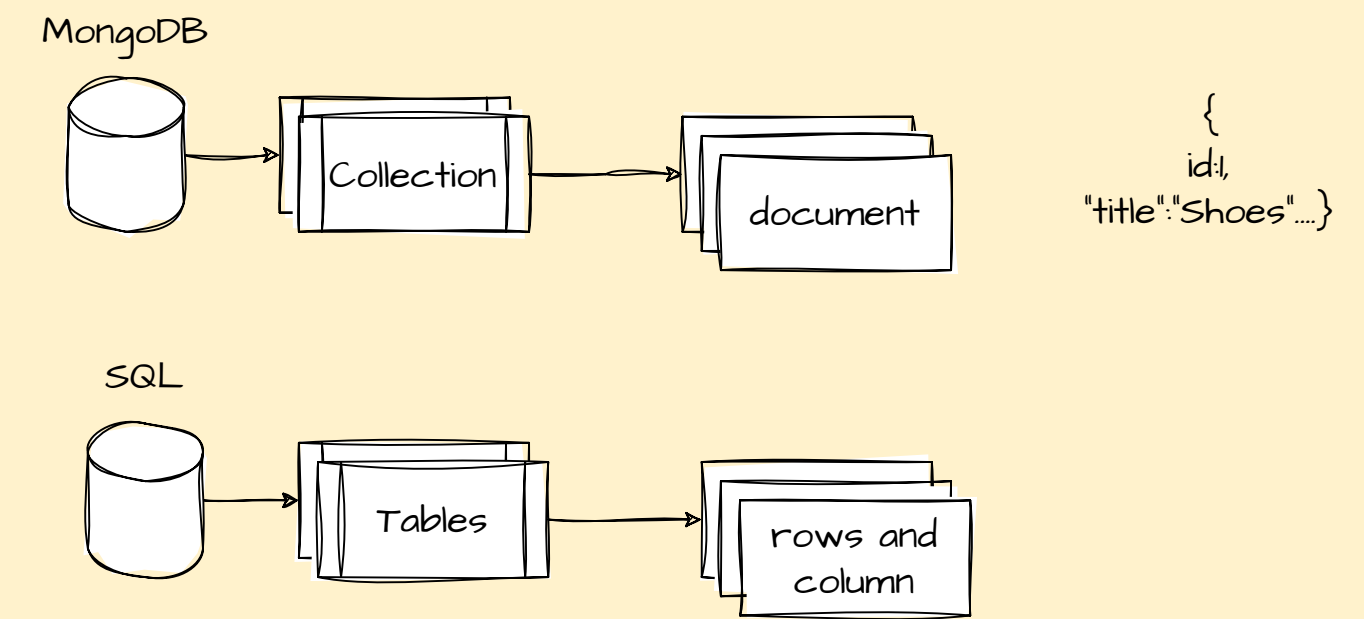 MongoDB
Collection
document
{
id:1,
"title":"Shoes"....}
SQL
Tables
rows and
column